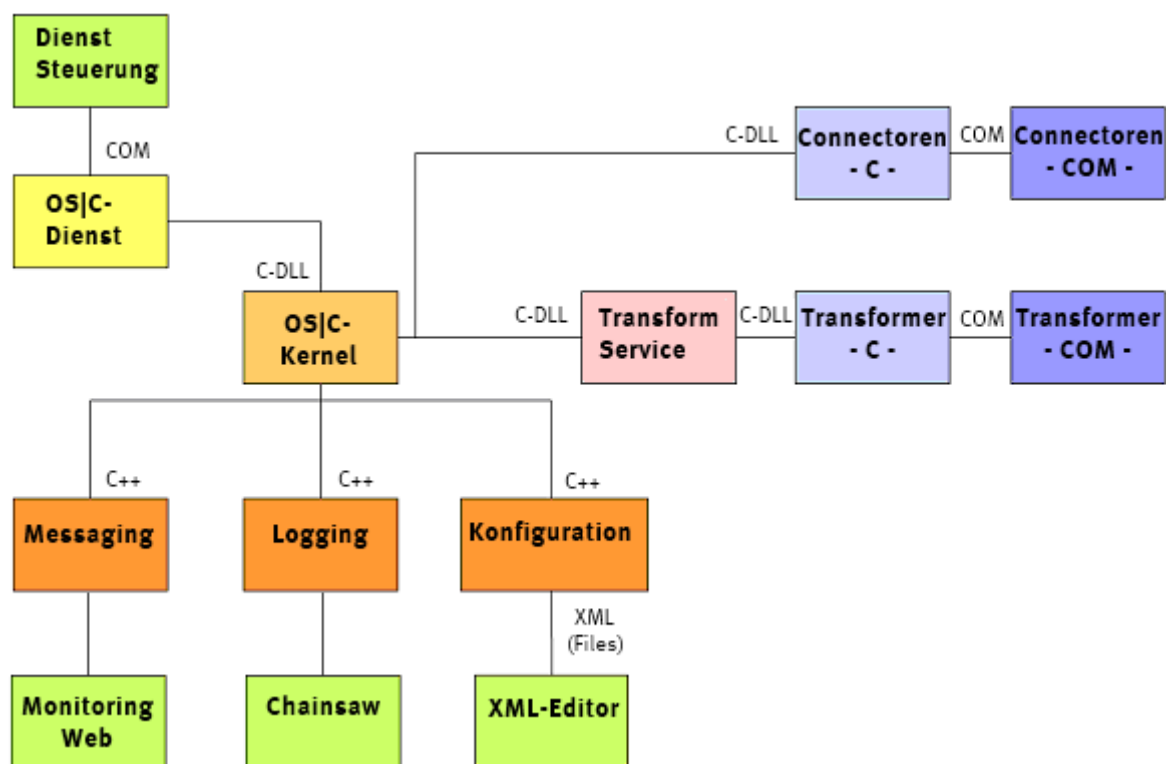 Dienst
Steuerung
COM
OS|C-
Dienst
C-DLL
C-DLL
Connectoren
- C -
COM
Connectoren
- COM -
OS|C-
Kernel
C-DLL
Transform
Service
C-DLL
Transformer
- C -
COM
Transformer
- COM -
C++
C++
C++
Messaging
Logging
Konfiguration
XML
(Files)
Monitoring
Web
Chainsaw
XML-Editor